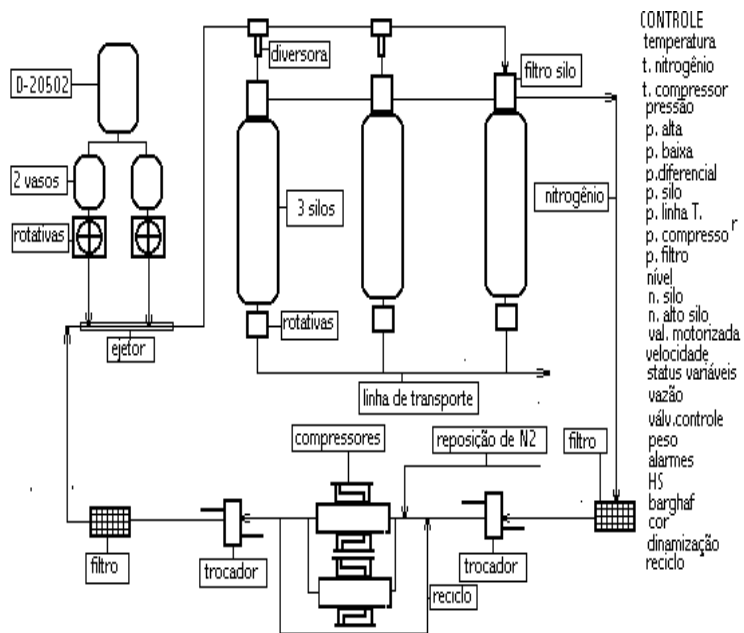 D-20502
2 vasos
rotativas
ejetor
diversora
filtro silo
3 silos
nitrogênio
rotativas
linha de transporte
compressores
reposição de N2
filtro
filtro
trocador
reciclo
trocador
CONTROLE
temperatura
t. nitrogênio
t. compressor
pressão
p. alta
p. baixa
p.diferencial
p. silo
p. linha T.
p. compressor
p. filtro
nível
n. silo
n. alto silo
val. motorizada
velocidade
status variáveis
vazão
válv.controle
peso
alarmes
HS
barghaf
cor
dinamização
reciclo